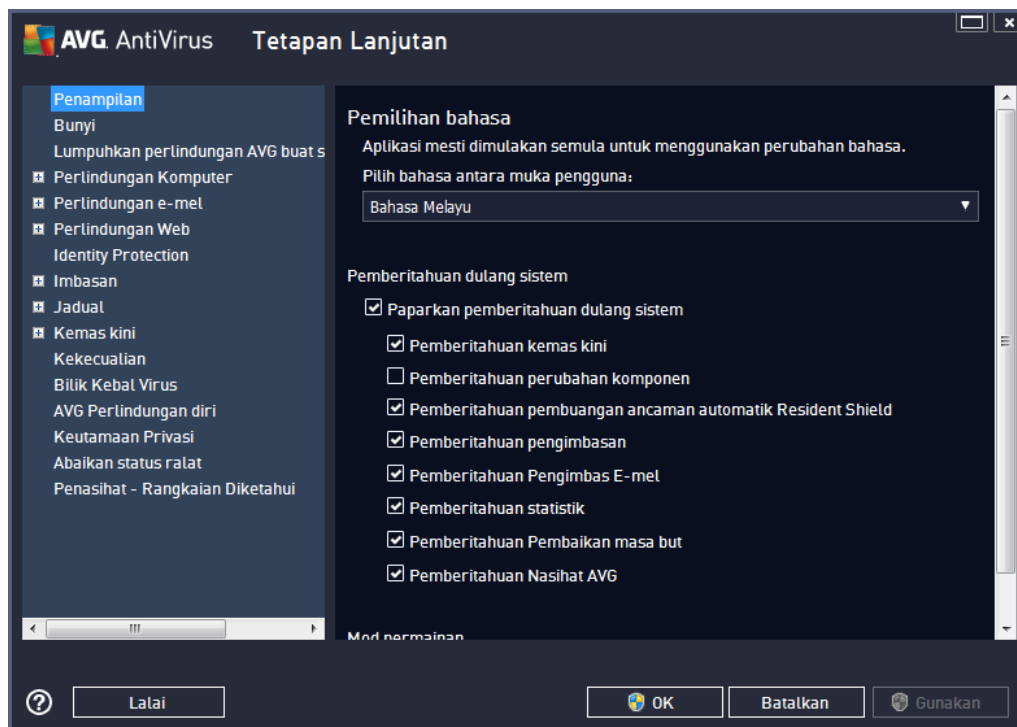 AVG. AntiVirus Tetapan Lanjutan
Penampilan
Bunyi
Lumpuhkan perlindungan AVG buat s
Perlindungan Komputer
Perlindungan e-mel
Perlindungan Web
Identity Protection
Imbasan
Jadual
Kemas kini
Kekecualian
Bilik Kebal Virus
AVG Perlindungan diri
Keutamaan Privasi
Abaikan status ralat
Penasihat - Rangkaian Diketahui
Pemilihan bahasa
Aplikasi mesti dimulakan semula untuk menggunakan perubahan bahasa.
Pilih bahasa antara muka pengguna:
Bahasa Melayu
Pemberitahuan dulang sistem
Paparkan pemberitahuan dulang sistem
Pemberitahuan kemas kini
Pemberitahuan perubahan komponen
Pemberitahuan pembuangan ancaman automatik Resident Shield
Pemberitahuan pengimbasan
Pemberitahuan Pengimbas E-mel
Pemberitahuan statistik
Pemberitahuan Pembaikan masa but
Pemberitahuan Nasihat AVG
Mod permainan
Lalai
OK
Batalkan
Gunakan